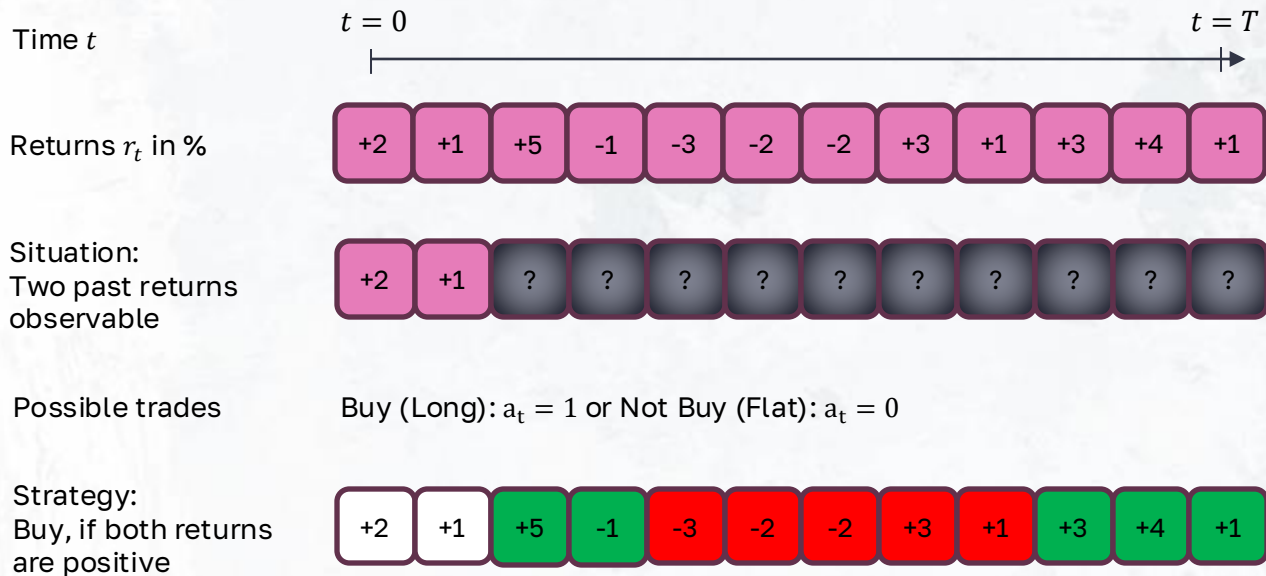 t = 0
t = T
Time t
Returns r_t in %
+2 +1 +5 -1 -3 -2 -2 +3 +1 +3 +4 +1
Situation:
Two past returns
observable
+2 +1 ? ? ? ? ? ? ? ? ? ?
Possible trades
Buy (Long): a_t = 1 or Not Buy (Flat): a_t = 0
Strategy:
Buy, if both returns
are positive
+2 +1 +5 -1 -3 -2 -2 +3 +1 +3 +4 +1